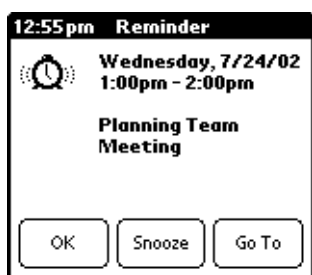 12:55pm Reminder
Wednesday, 7/24/02
1:00pm - 2:00pm
Planning Team
Meeting
OK Snooze Go To